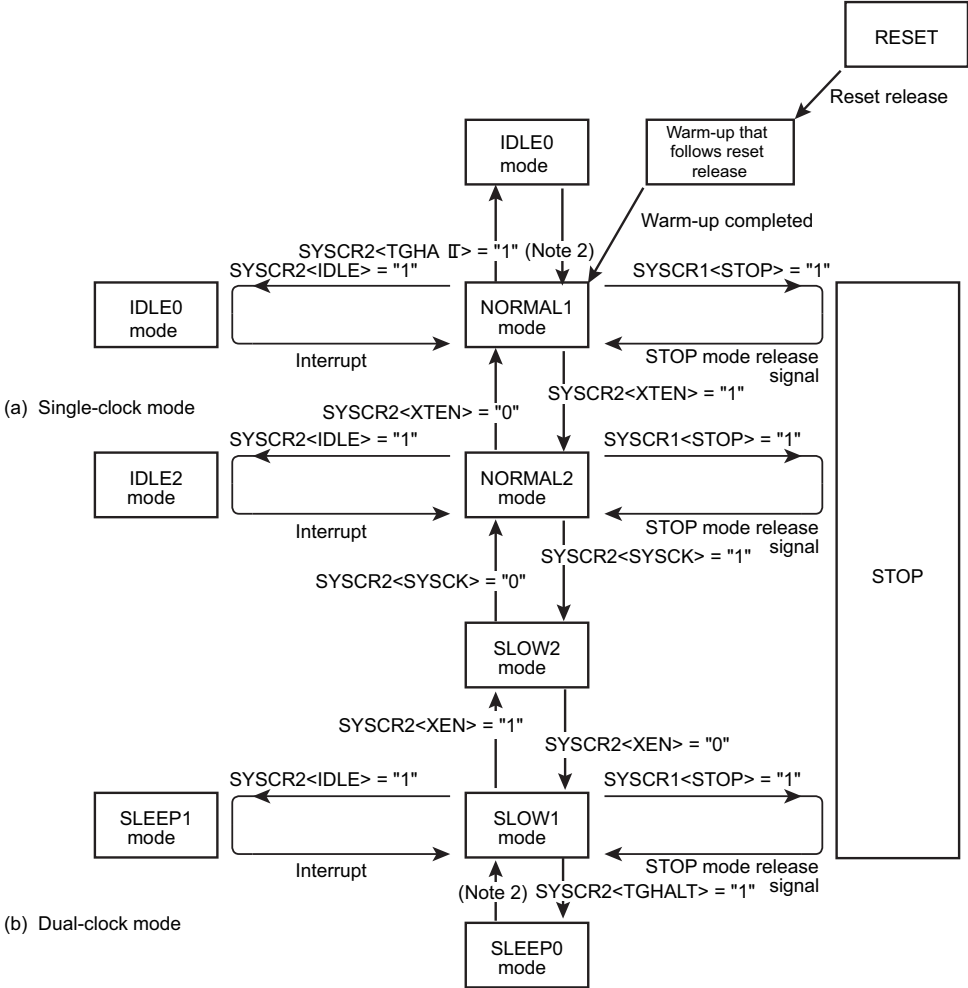 RESET
Reset release
IDLE0
mode
Warm-up that
follows reset
release
Warm-up completed
SYSCR2<TGHA LT> = "1"
(Note 2)
SYSCR2<IDLE> = "1"
SYSCR1<STOP> = "1"
IDLE0
mode
NORMAL1
mode
Interrupt
STOP mode release
signal
SYSCR2<XTEN> = "0"
SYSCR2<XTEN> = "1"
(a) Single-clock mode
SYSCR2<IDLE> = "1"
SYSCR1<STOP> = "1"
IDLE2
mode
NORMAL2
mode
Interrupt
STOP mode release
signal
SYSCR2<SYSCK> = "0"
SYSCR2<SYSCK> = "1"
STOP
SLOW2
mode
SYSCR2<XEN> = "1"
SYSCR2<XEN> = "0"
SYSCR2<IDLE> = "1"
SYSCR1<STOP> = "1"
SLEEP1
mode
SLOW1
mode
Interrupt
STOP mode release
signal
(Note 2)
SYSCR2<TGHALT> = "1"
(b) Dual-clock mode
SLEEP0
mode